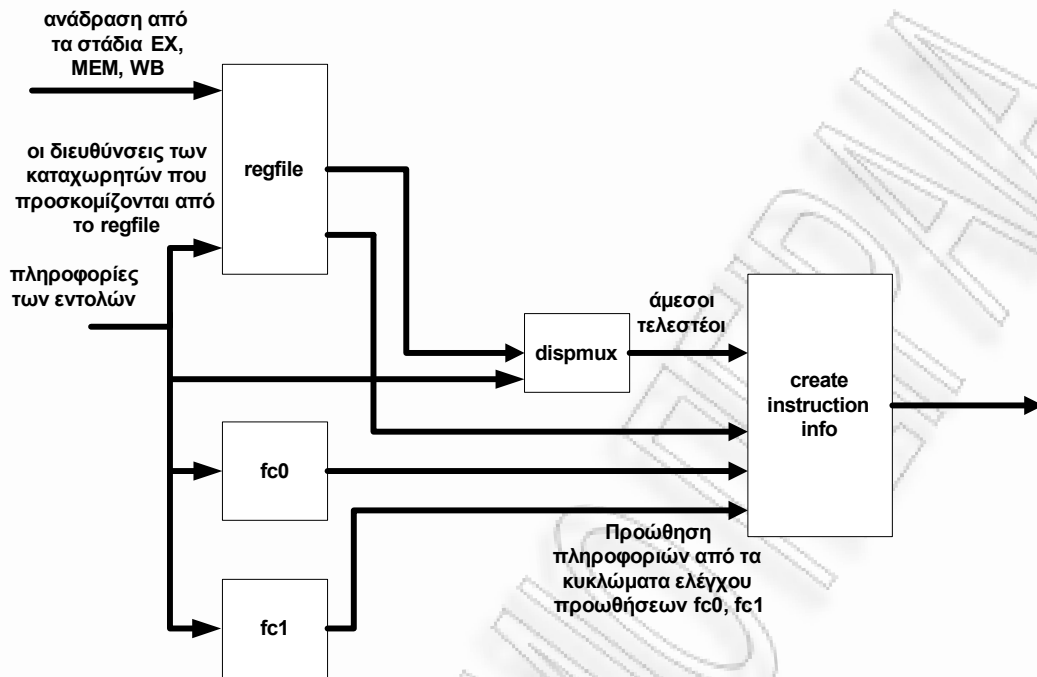 ανάδραση από
τα στάδια EX,
MEM, WB
οι διευθύνσεις των
καταχωρητών που
προσκομίζονται από
το regfile
πληροφορίες
των εντολών
regfile
dispmux
άμεσοι
τελεστέοι
create
instruction
info
fc0
fc1
Προώθηση
πληροφοριών από τα
κυκλώματα ελέγχου
προωθήσεων fc0, fc1